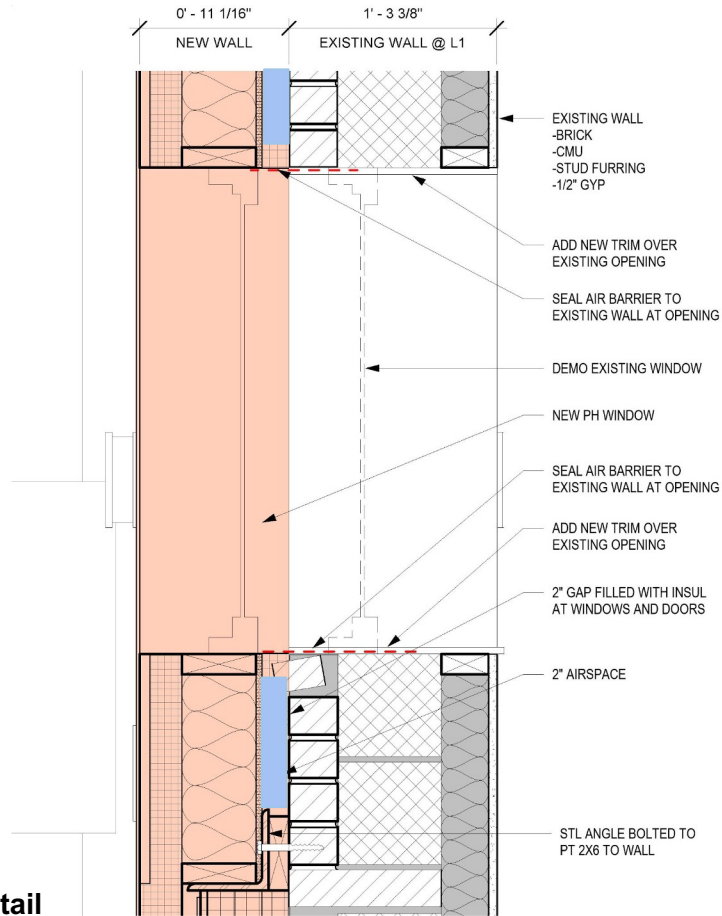 0' - 11 1/16"
1' - 3 3/8"
NEW WALL
EXISTING WALL @ L1
EXISTING WALL
-BRICK
-CMU
-STUD FURRING
-1/2" GYP
ADD NEW TRIM OVER
EXISTING OPENING
SEAL AIR BARRIER TO
EXISTING WALL AT OPENING
DEMO EXISTING WINDOW
NEW PH WINDOW
SEAL AIR BARRIER TO
EXISTING WALL AT OPENING
ADD NEW TRIM OVER
EXISTING OPENING
2" GAP FILLED WITH INSUL
AT WINDOWS AND DOORS
2" AIRSPACE
STL ANGLE BOLTED TO
PT 2X6 TO WALL
tail